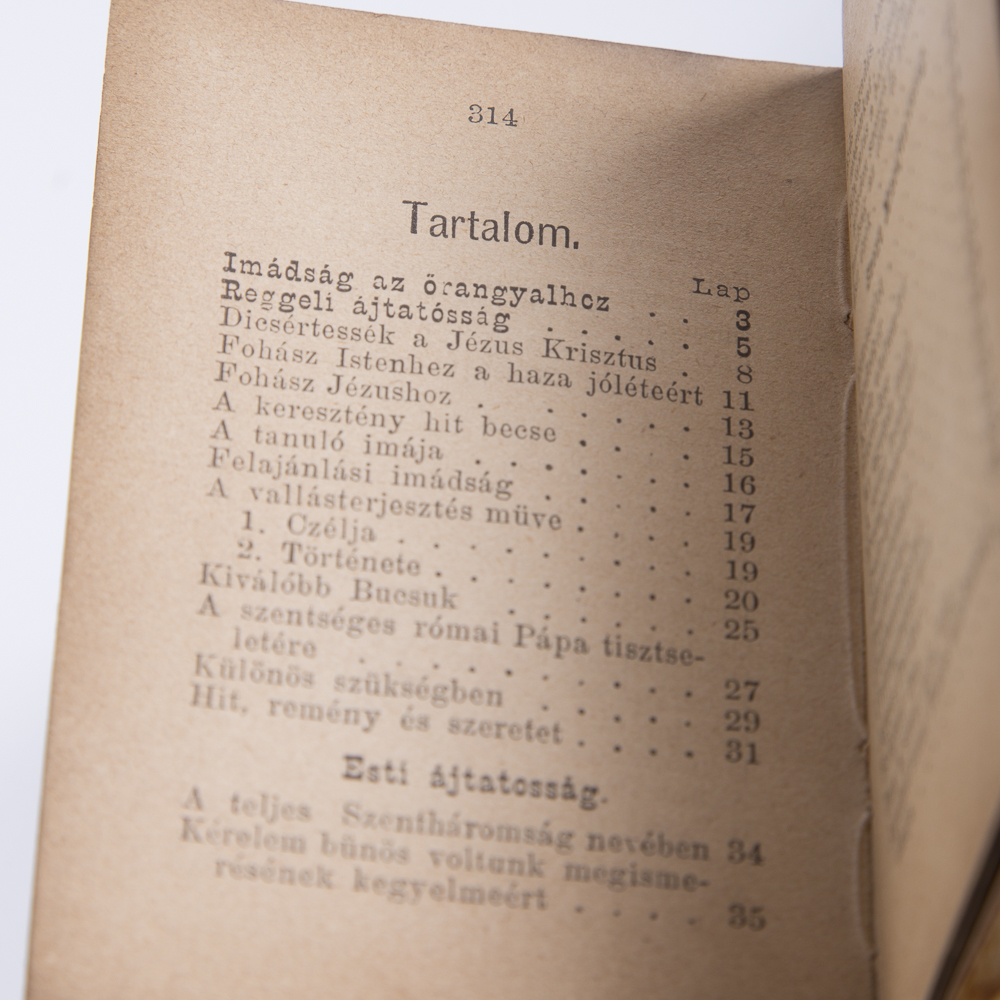 314
Tartalom.
Lap
Imádság az őrangyalhoz . . 3
Reggeli ájtatósság . . . . . 5
Dicsértessék a Jézus Krisztus . 8
Fohász Istenhez a haza jóléteért 11
Fohász Jézushoz . . . . . . 13
A keresztény hit becse . . . . 15
A tanuló imája . . . . . . 16
Felajánlási imádság . . . . . 17
A vallásterjesztés müve . . . . 19
1. Czélja . . . . . . . . 19
2. Története . . . . . . . 20
Kiválóbb Bucsuk . . . . . . 25
A szentséges római Pápa tisztse-
letére . . . . . . . . 27
Különös szükségben . . . . . 29
Hit, remény és szeretet . . . . 31
Esti ájtatosság.
A teljes Szentháromság nevében 34
Kérelem bünös voltunk megisme-
résének kegyelmeért . . . . 35